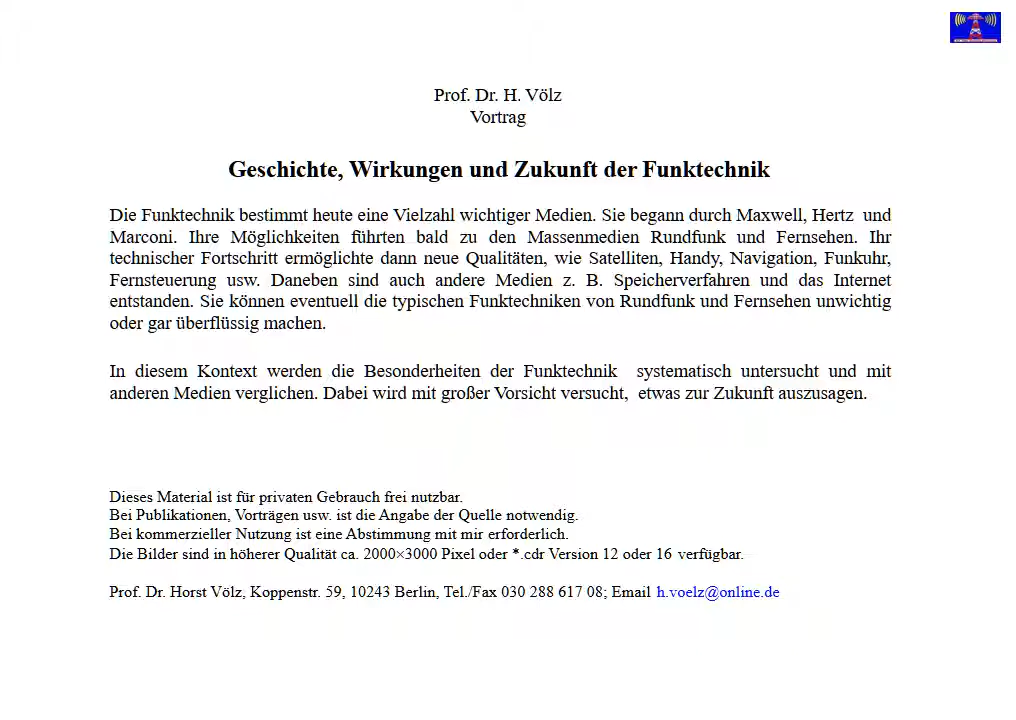 Prof. Dr. H. Völz
Vortrag
Geschichte, Wirkungen und Zukunft der Funktechnik
Die Funktechnik bestimmt heute eine Vielzahl wichtiger Medien. Sie begann durch Maxwell, Hertz und
Marconi. Ihre Möglichkeiten führten bald zu den Massenmedien Rundfunk und Fernsehen. Ihr
technischer Fortschritt ermöglichte dann neue Qualitäten, wie Satelliten, Handy, Navigation, Funkuhr,
Fernsteuerung usw. Daneben sind auch andere Medien z. B. Speicherverfahren und das Internet
entstanden. Sie können eventuell die typischen Funktechniken von Rundfunk und Fernsehen unwichtig
oder gar überflüssig machen.
In diesem Kontext werden die Besonderheiten der Funktechnik systematisch untersucht und mit
anderen Medien verglichen. Dabei wird mit großer Vorsicht versucht, etwas zur Zukunft auszusagen.
Dieses Material ist für privaten Gebrauch frei nutzbar.
Bei Publikationen, Vorträgen usw. ist die Angabe der Quelle notwendig.
Bei kommerzieller Nutzung ist eine Abstimmung mit mir erforderlich.
Die Bilder sind in höherer Qualität ca. 2000×3000 Pixel oder *.cdr Version 12 oder 16 verfügbar.
Prof. Dr. Horst Völz, Koppenstr. 59, 10243 Berlin, Tel./Fax 030 288 617 08; Email h.voelz@online.de